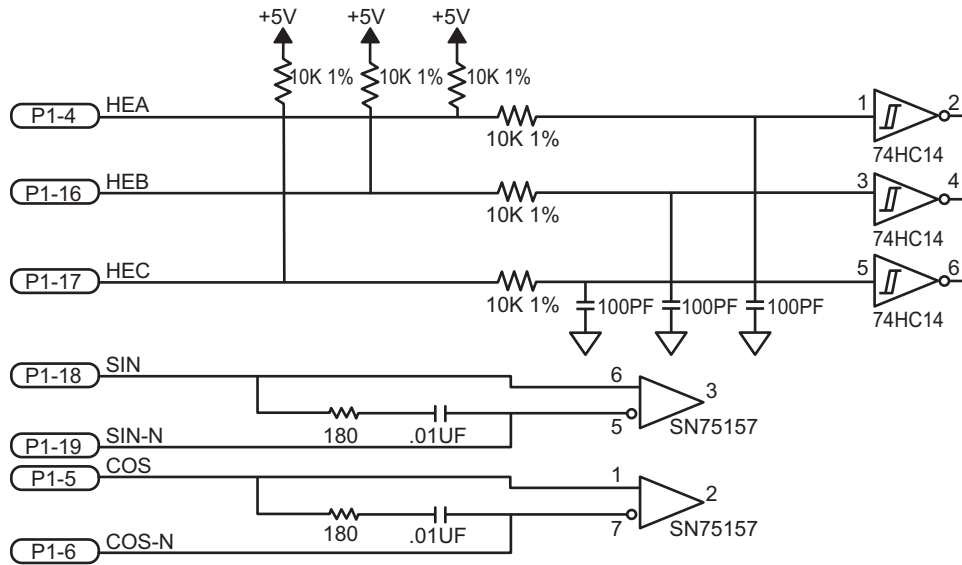 +5V +5V +5V
10K 1% 10K 1% 10K 1%
P1-4 HEA 1 2
10K 1% 74HC14
P1-16 HEB 3 4
10K 1% 74HC14
P1-17 HEC 5 6
10K 1% 100PF 100PF 100PF 74HC14
P1-18 SIN 6 3
180 .01UF 5 SN75157
P1-19 SIN-N
P1-5 COS 1 2
180 .01UF 7 SN75157
P1-6 COS-N